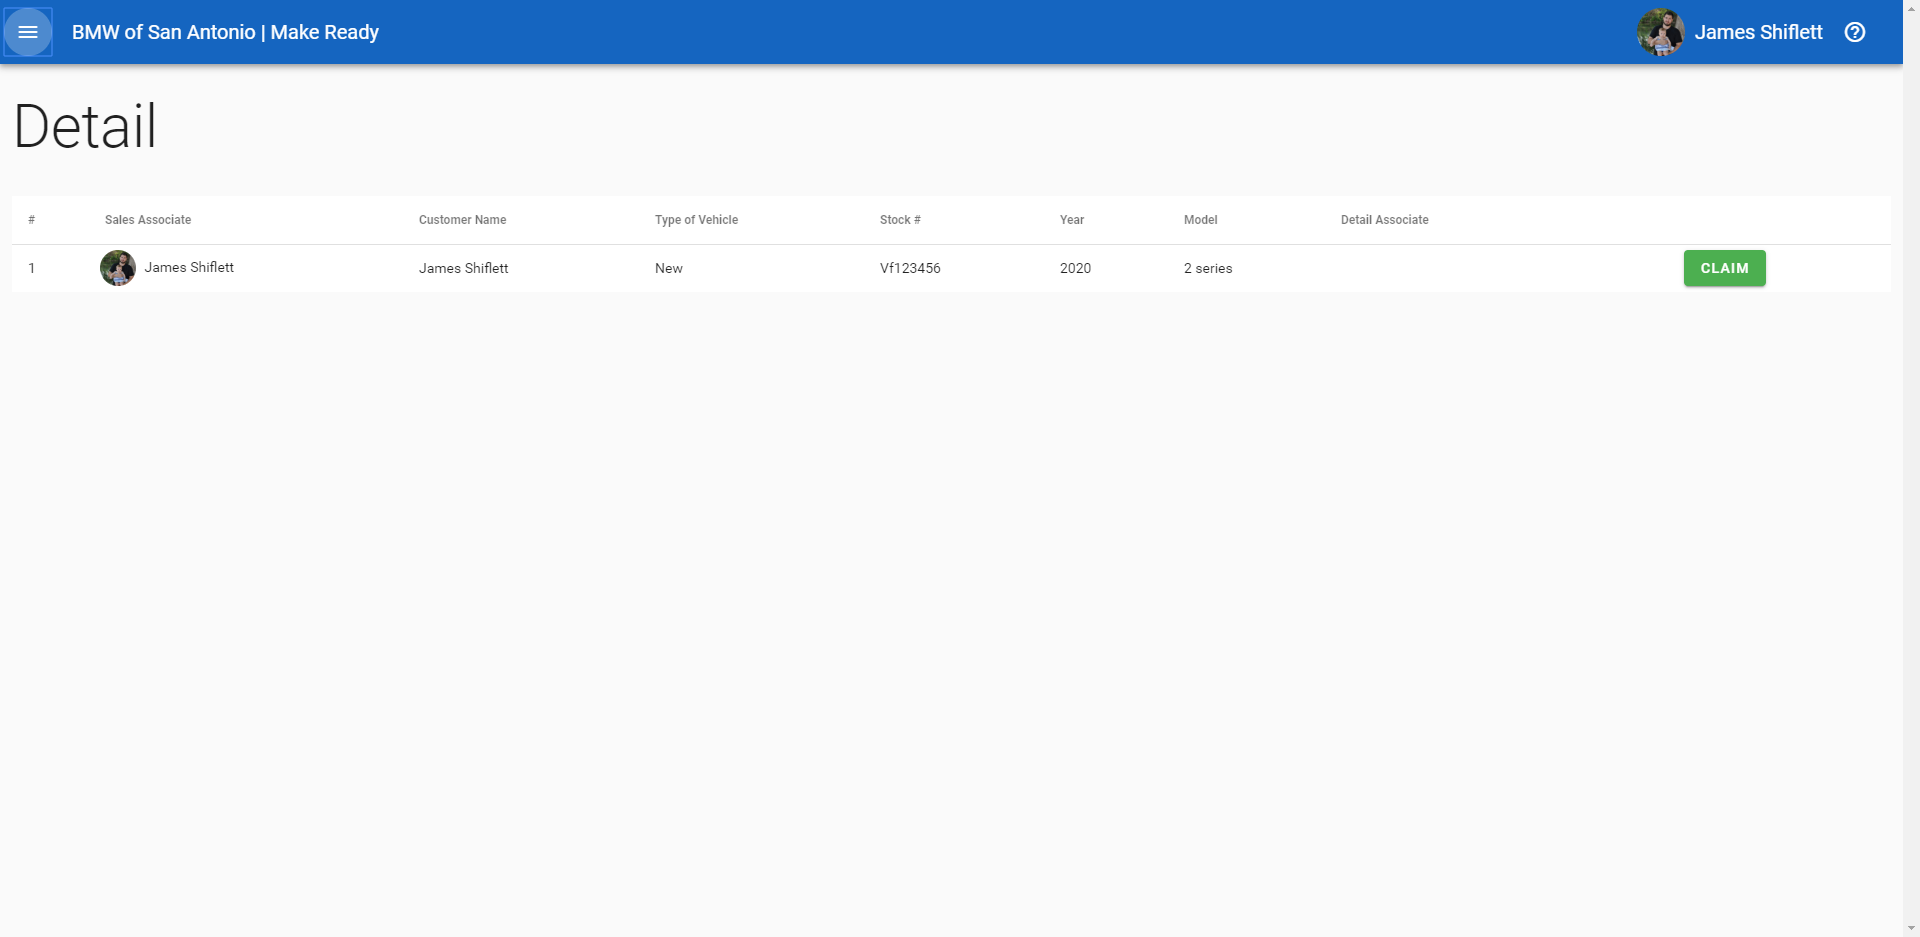 BMW of San Antonio | Make Ready
James Shiflett
Detail
# Sales Associate Customer Name Type of Vehicle Stock # Year Model Detail Associate
1 James Shiflett James Shiflett New Vf123456 2020 2 series CLAIM